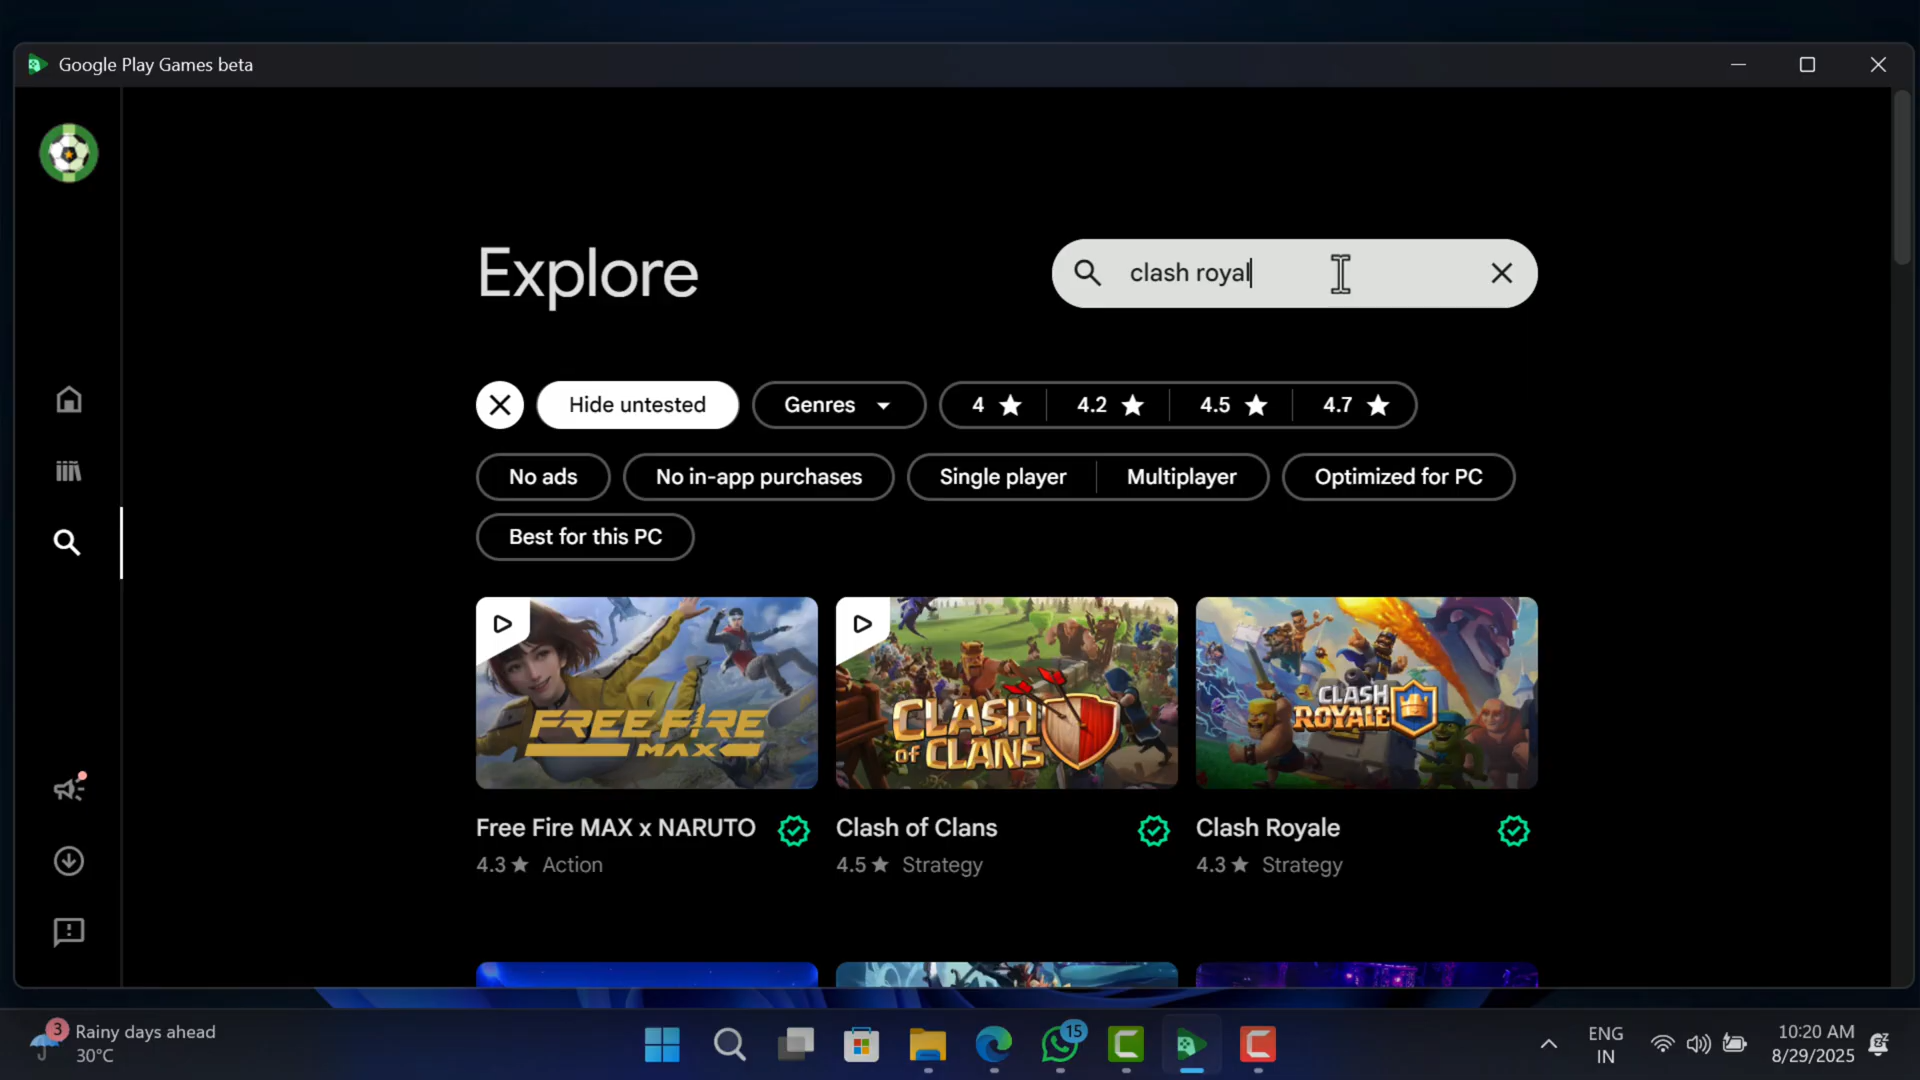 Google Play Games beta
Explore
clash royal
Hide untested
Genres
4
4.2
4.5
4.7
No ads
No in-app purchases
Single player
Multiplayer
Optimized for PC
Best for this PC
FREE FIRE
MAX
CLASH
OF CLANS
CLASH
ROYALE
Free Fire MAX x NARUTO
Clash of Clans
Clash Royale
4.3 ★ Action
4.5 ★ Strategy
4.3 ★ Strategy
3
Rainy days ahead
30°C
15
ENG
IN
10:20 AM
8/29/2025